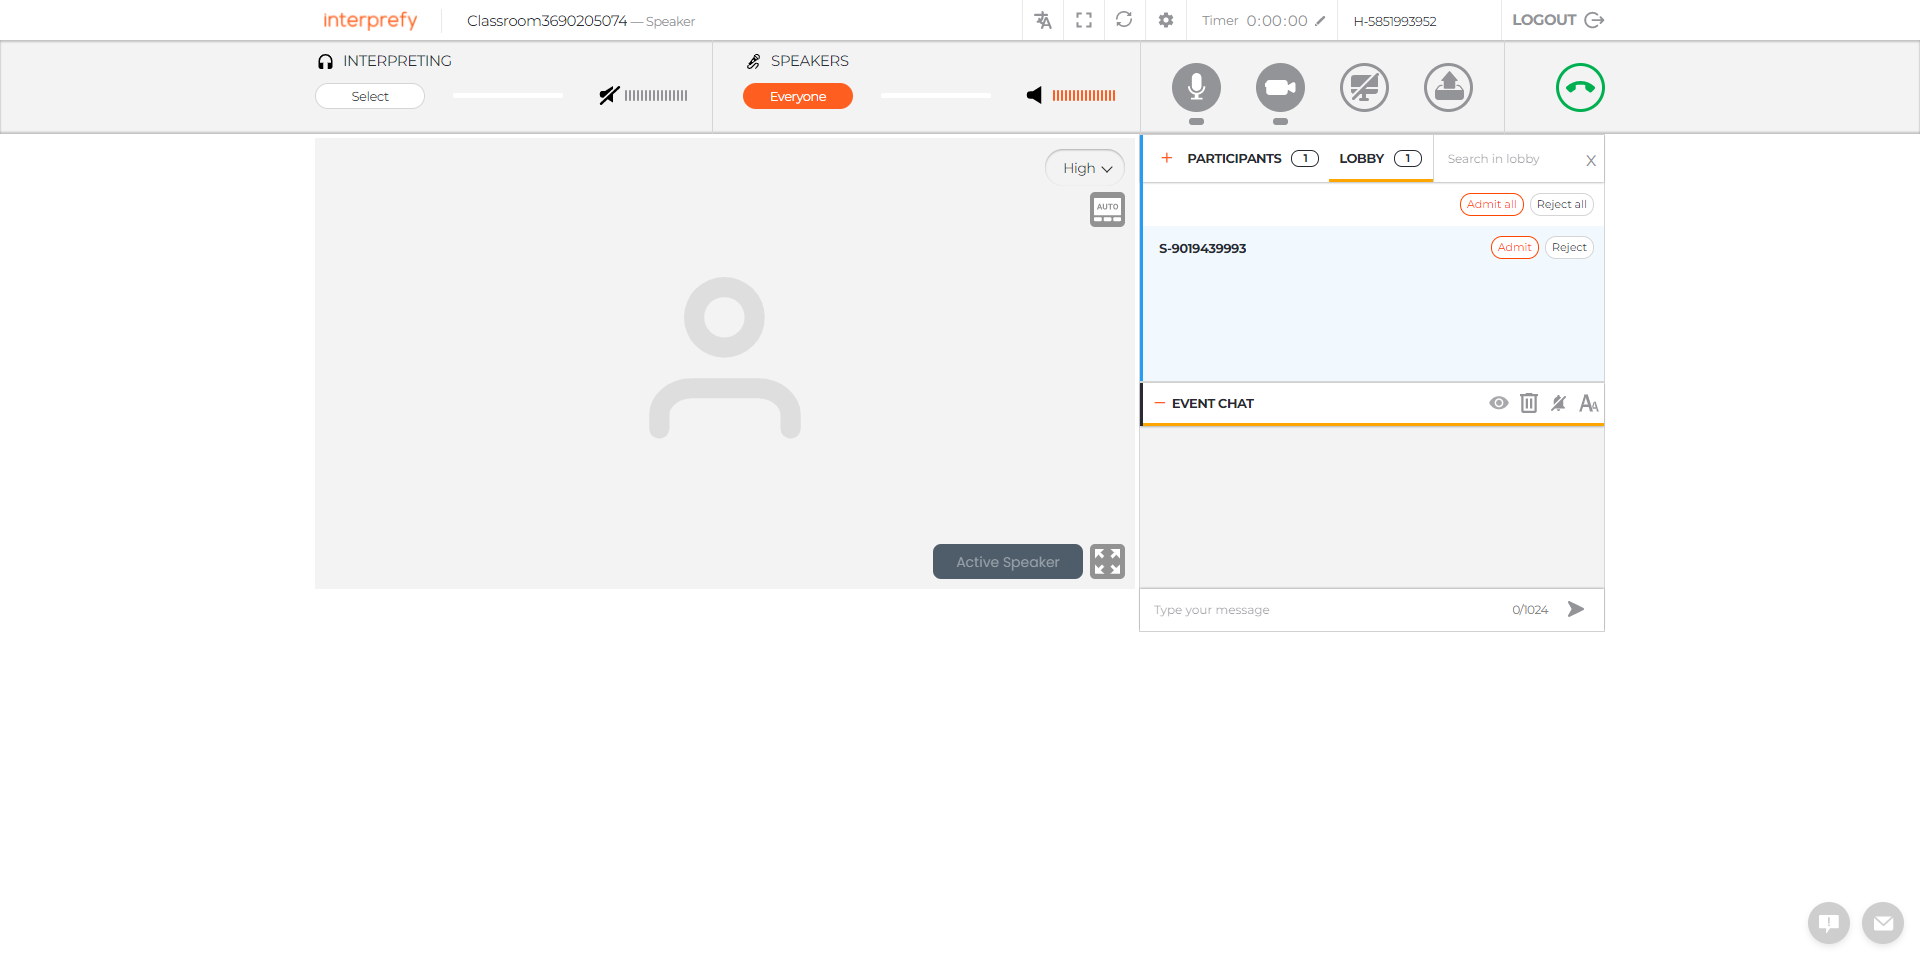 interprefy
Classroom3690205074 — Speaker
Timer 0:00:00
H-5851993952
LOGOUT
INTERPRETING
Select
SPEAKERS
Everyone
High
AUTO
Active Speaker
+ PARTICIPANTS 1
LOBBY 1
Search in lobby
X
Admit all
Reject all
S-9019439993
Admit
Reject
− EVENT CHAT
AA
Type your message
0/1024